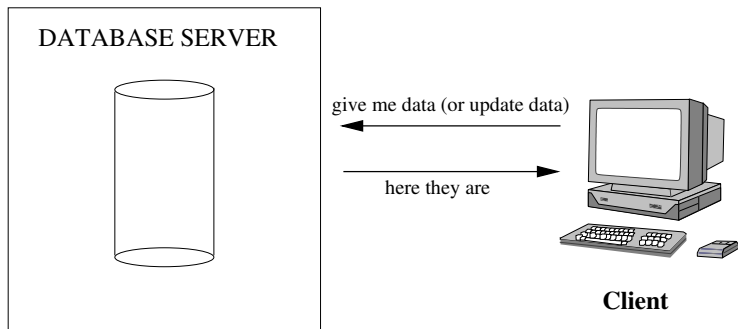 DATABASE SERVER
give me data (or update data)
here they are
Client